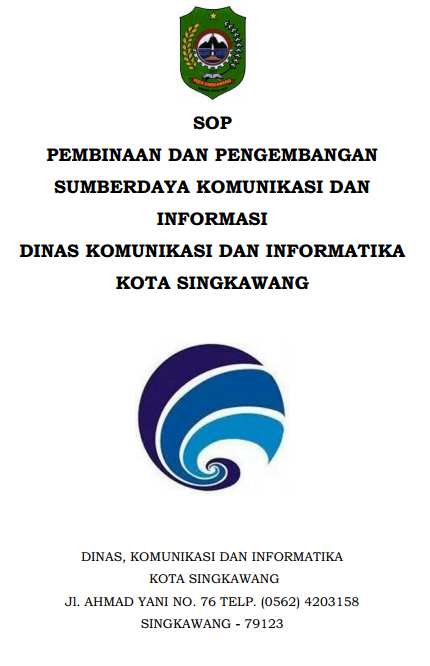 SOP
PEMBINAAN DAN PENGEMBANGAN
SUMBERDAYA KOMUNIKASI DAN
INFORMASI
DINAS KOMUNIKASI DAN INFORMATIKA
KOTA SINGKAWANG
DINAS, KOMUNIKASI DAN INFORMATIKA
KOTA SINGKAWANG
Jl. AHMAD YANI NO. 76 TELP. (0562) 4203158
SINGKAWANG - 79123